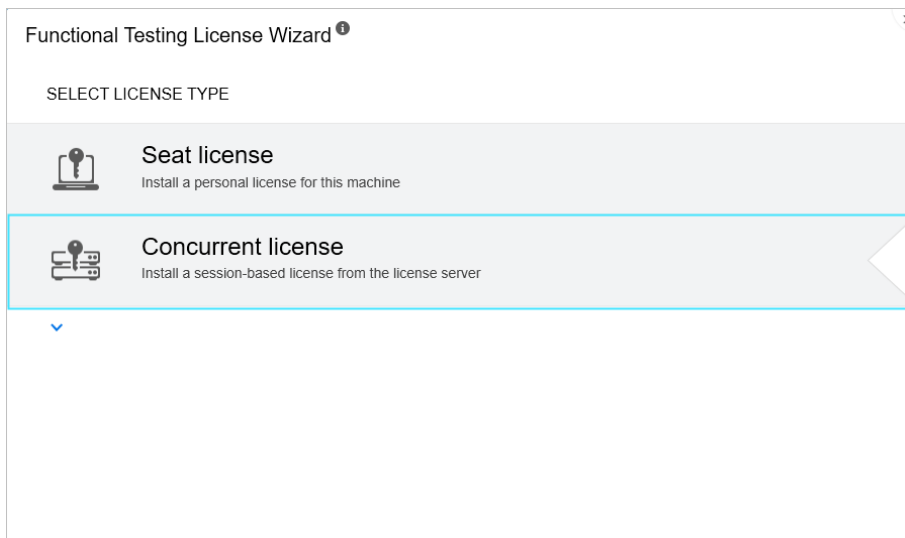 Functional Testing License Wizard
SELECT LICENSE TYPE
Seat license
Install a personal license for this machine
Concurrent license
Install a session-based license from the license server